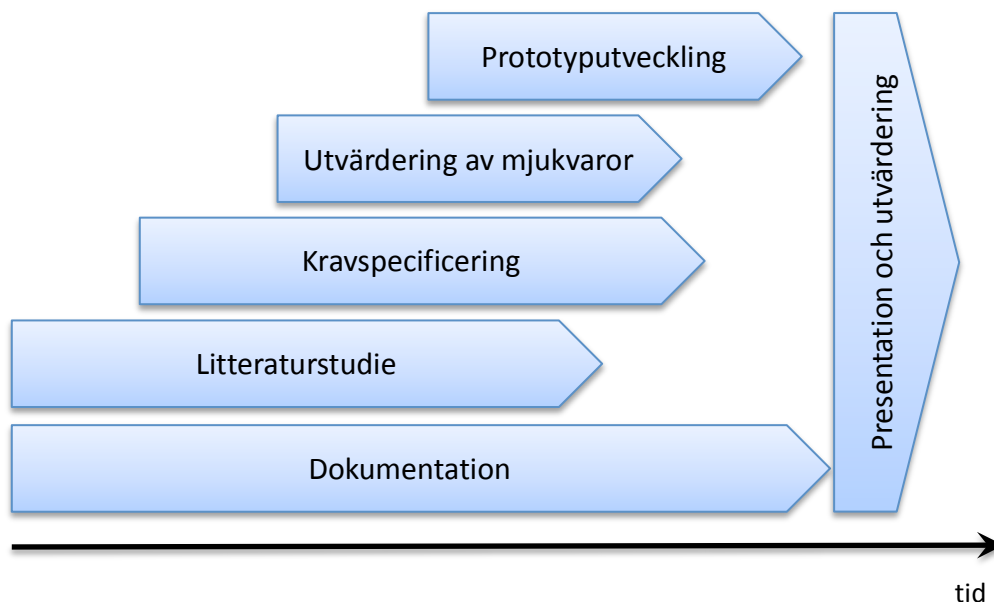 Prototyputveckling
Utvärdering av mjukvaror
Kravspecificering
Litteraturstudie
Dokumentation
Presentation och utvärdering
tid